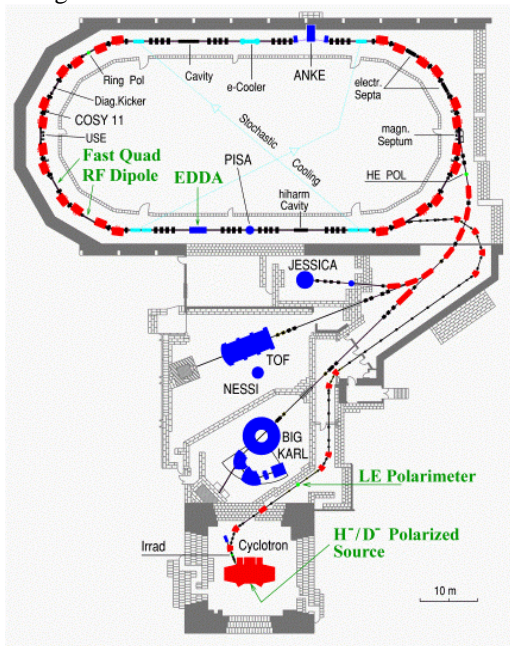 ANKE
Ring Pol
Cavity
e-Cooler
electr.
Septa
Diag.Kicker
COSY 11
USE
Stochastic
Cooling
magn.
Septum
Fast Quad
RF Dipole
EDDA
PISA
hiharm
Cavity
HE POL
JESSICA
TOF
NESSI
BIG
KARL
LE Polarimeter
Irrad
Cyclotron
H⁻/D⁻ Polarized
Source
10 m